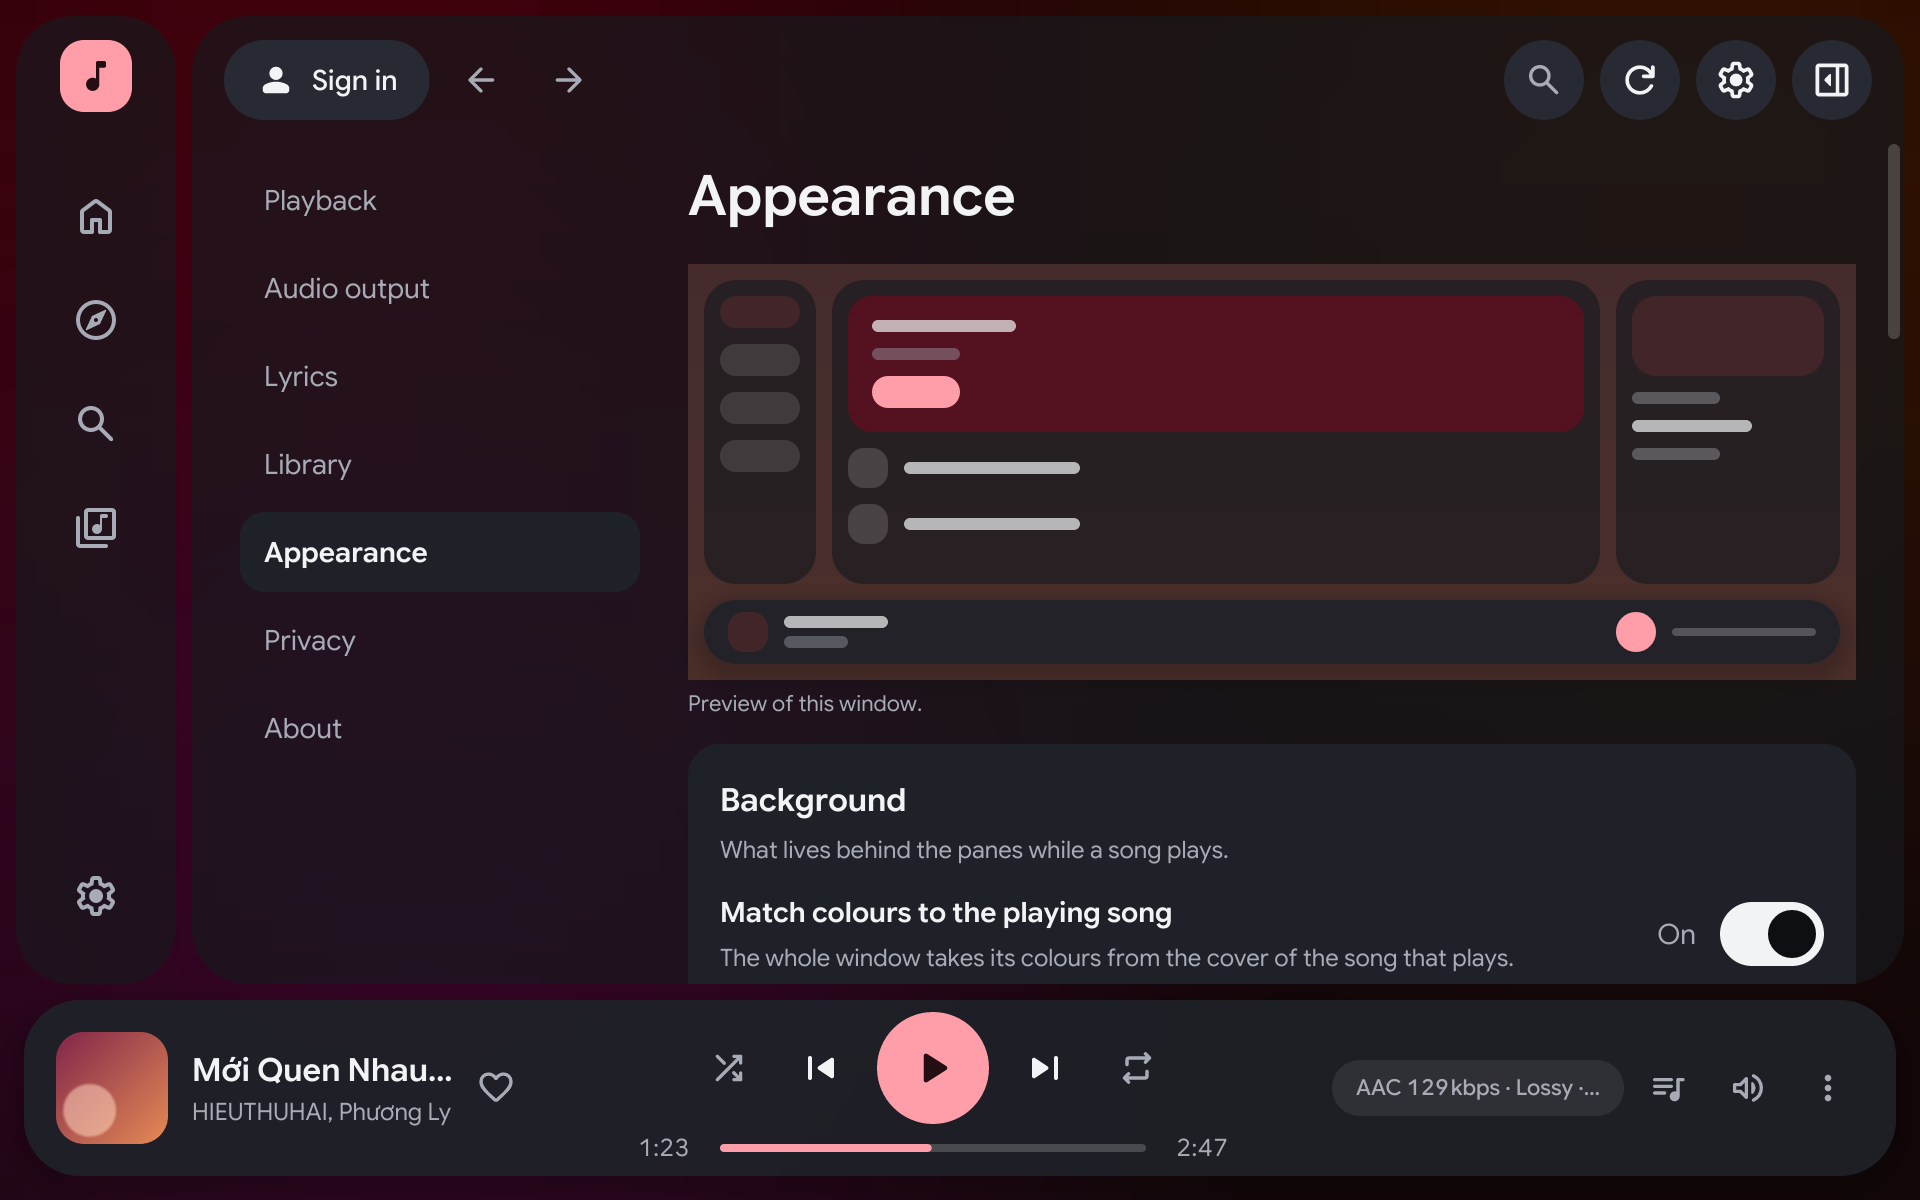 Sign in
Playback
Audio output
Lyrics
Library
Appearance
Privacy
About
Appearance
Preview of this window.
Background
What lives behind the panes while a song plays.
Match colours to the playing song
The whole window takes its colours from the cover of the song that plays.
On
Mới Quen Nhau...
HIEUTHUHAI, Phương Ly
1:23
2:47
AAC 129kbps · Lossy ·...